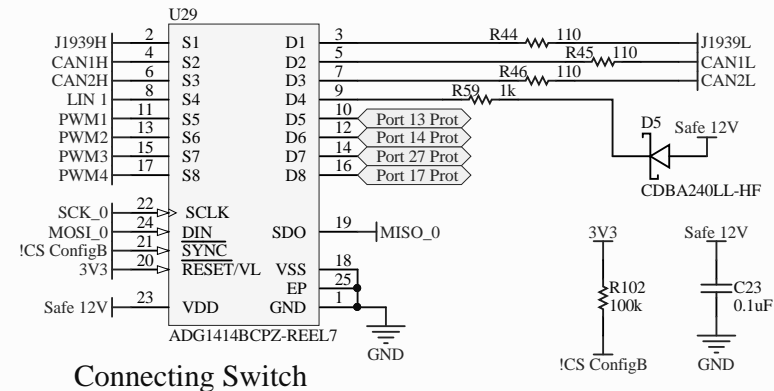 U29
J1939H 2 S1 D1 3 R44 110 J1939L
CAN1H 4 S2 D2 5 R45 110 CAN1L
CAN2H 6 S3 D3 7 R46 110 CAN2L
LIN 1 8 S4 D4 9 R59 1k
PWM1 11 S5 D5 10 Port 13 Prot
PWM2 13 S6 D6 12 Port 14 Prot
PWM3 15 S7 D7 14 Port 27 Prot
PWM4 17 S8 D8 16 Port 17 Prot
D5 Safe 12V
CDBA240LL-HF
SCK_0 22 SCLK
MOSI_0 24 DIN SDO 19 MISO_0
!CS ConfigB 21 SYNC
3V3 20 RESET/VL VSS 18
EP 25
Safe 12V 23 VDD GND 1
ADG1414BCPZ-REEL7
GND
3V3
R102
100k
!CS ConfigB
Safe 12V
C23
0.1uF
GND
Connecting Switch